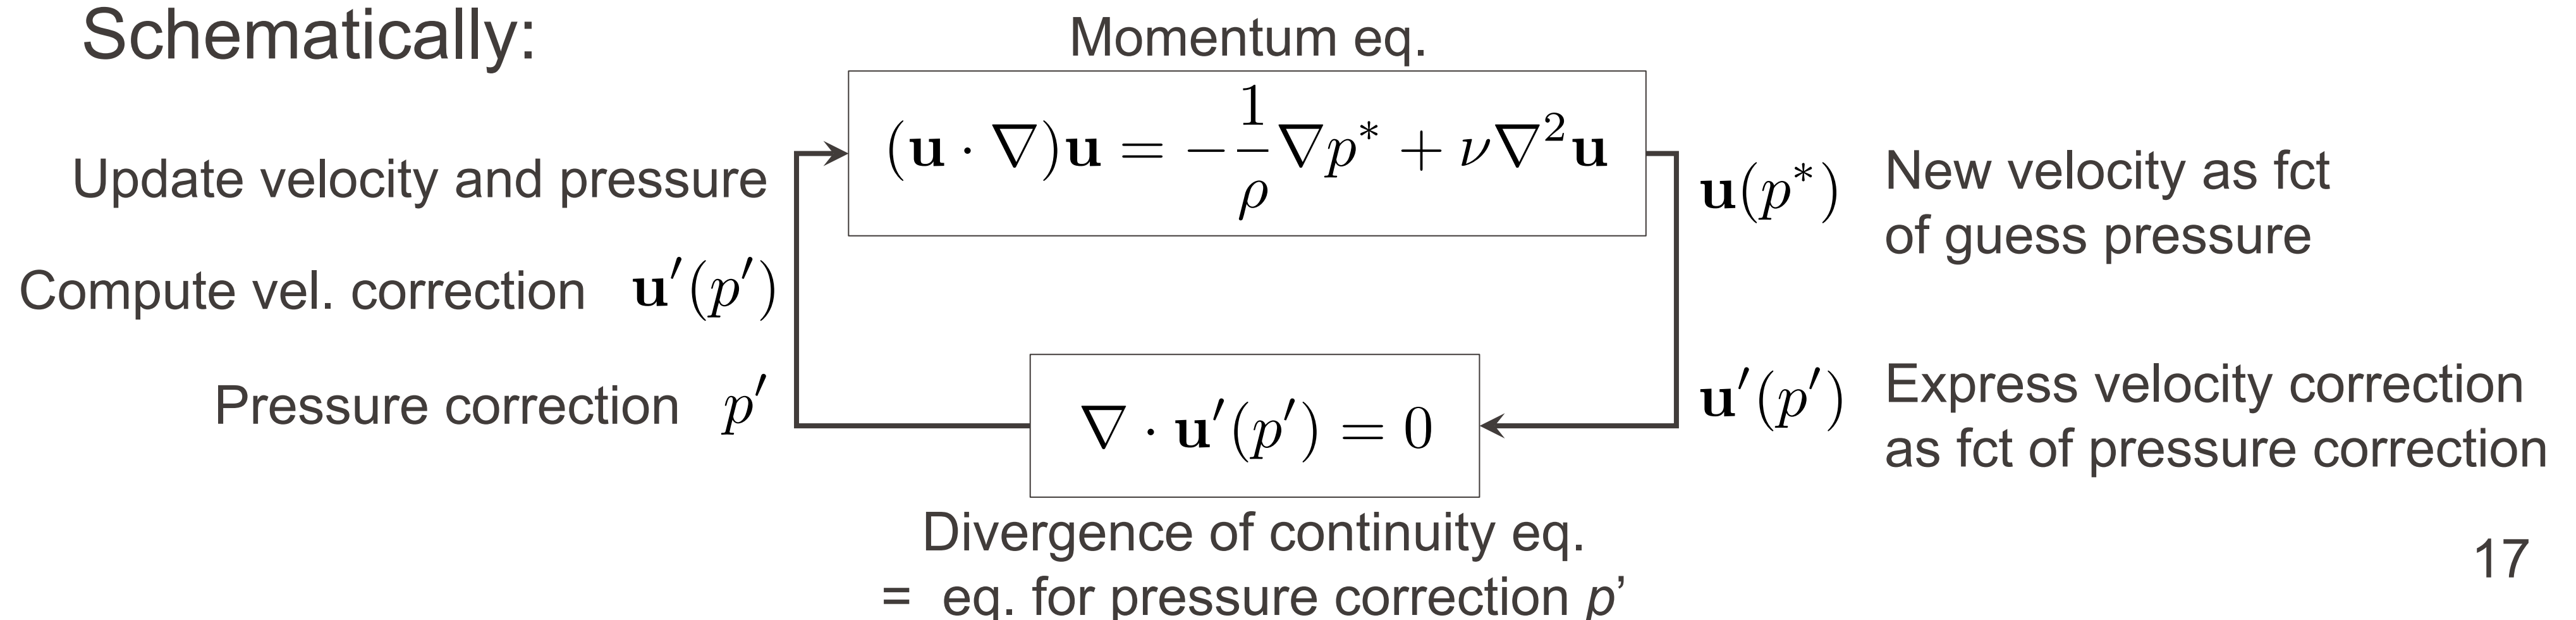 Schematically:
Momentum eq.
(𝐮 · ∇)𝐮 = −1/ρ ∇p* + ν∇²𝐮
Update velocity and pressure
Compute vel. correction 𝐮′(p′)
Pressure correction p′
𝐮(p*) New velocity as fct
of guess pressure
𝐮′(p′) Express velocity correction
as fct of pressure correction
∇ · 𝐮′(p′) = 0
Divergence of continuity eq.
= eq. for pressure correction p’
17